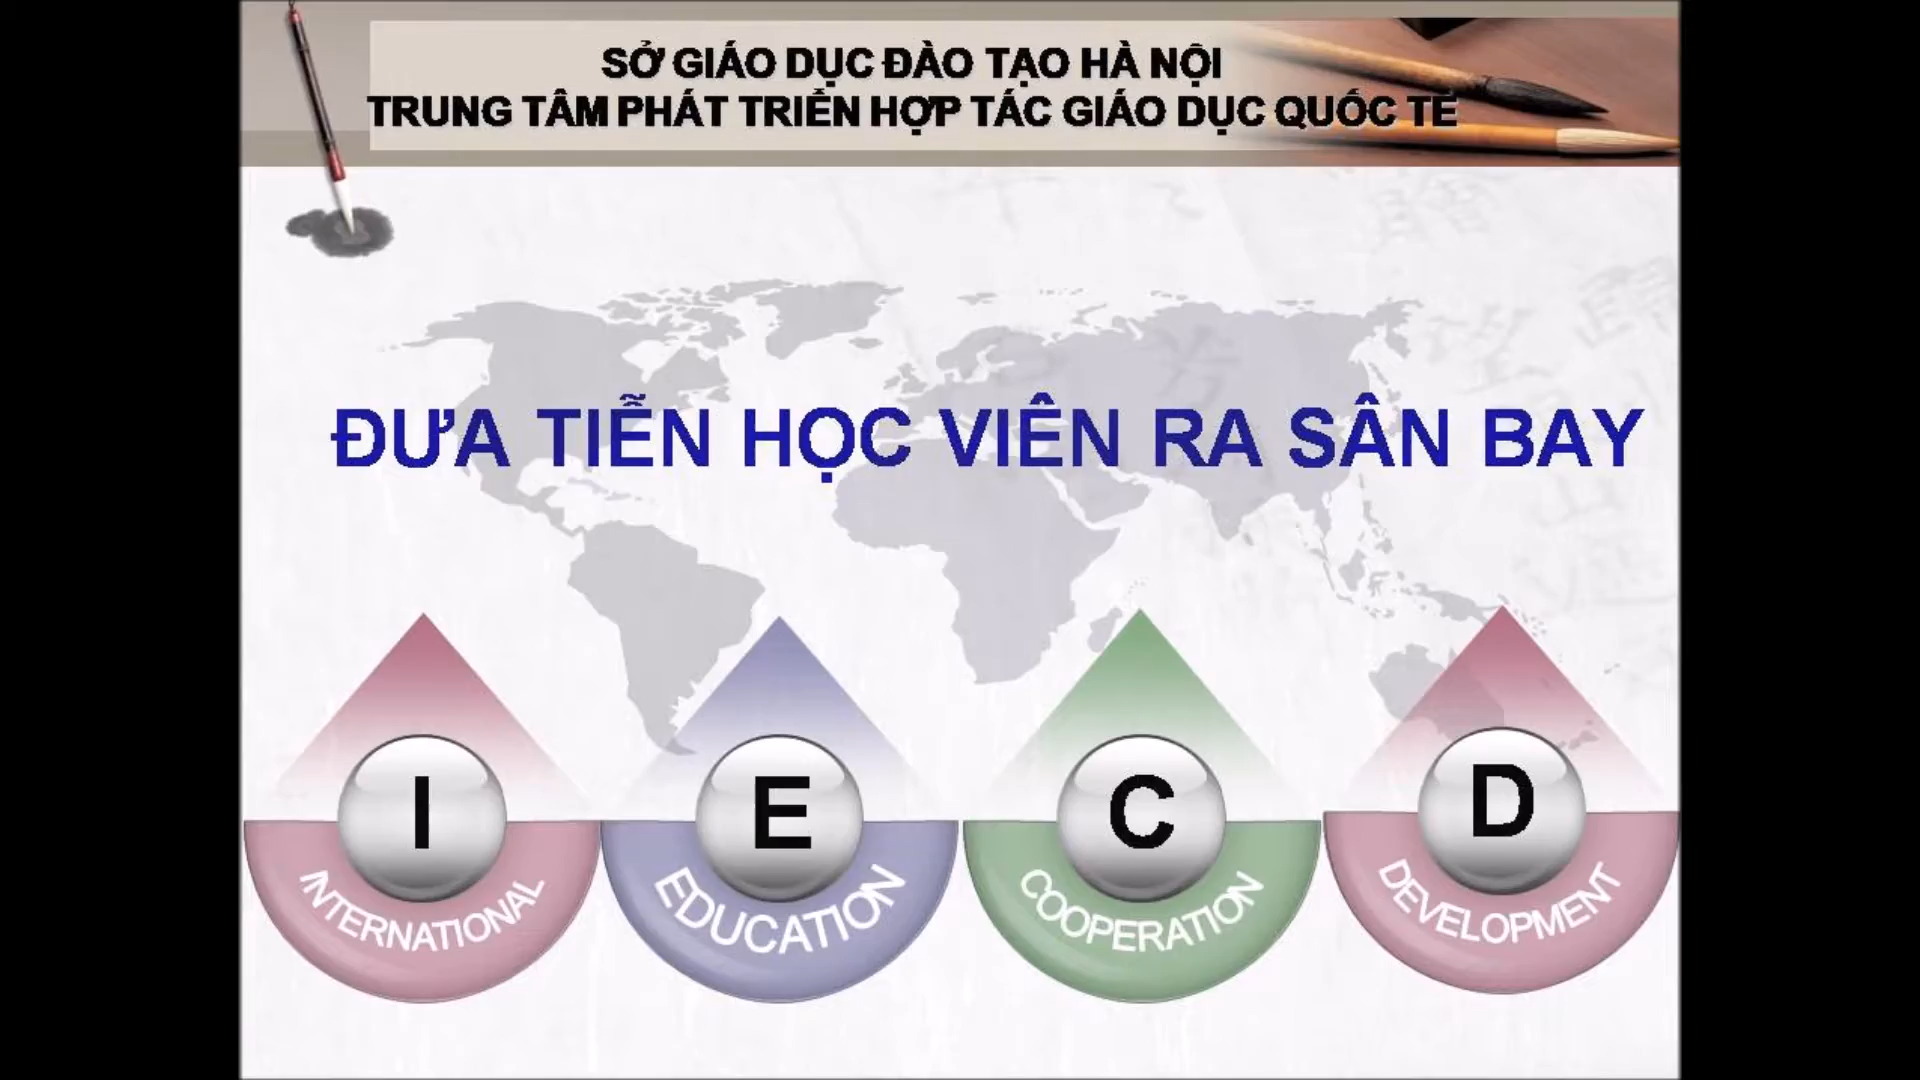 SỞ GIÁO DỤC ĐÀO TẠO HÀ NỘI
TRUNG TÂM PHÁT TRIỂN HỢP TÁC GIÁO DỤC QUỐC TẾ
ĐƯA TIỄN HỌC VIÊN RA SÂN BAY
I
E
C
D
INTERNATIONAL
EDUCATION
COOPERATION
DEVELOPMENT